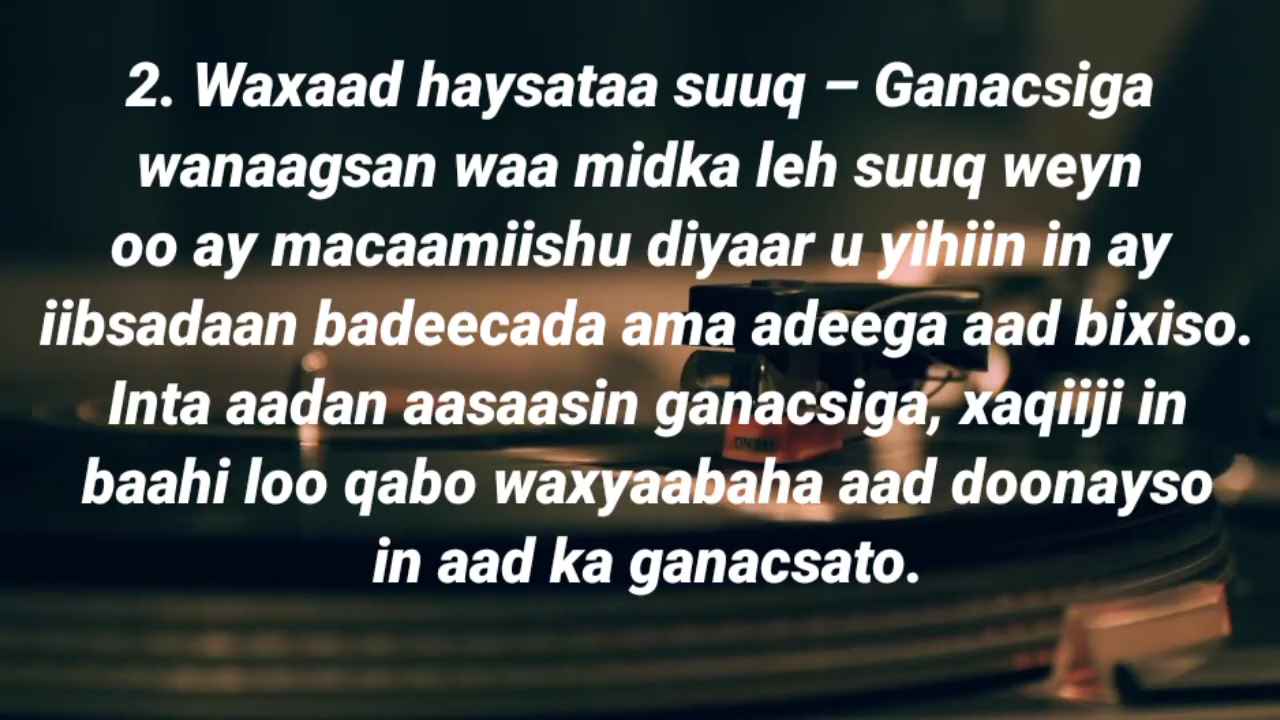 2. Waxaad haysataa suuq – Ganacsiga
wanaagsan waa midka leh suuq weyn
oo ay macaamiishu diyaar u yihiin in ay
iibsadaan badeecada ama adeega aad bixiso.
Inta aadan aasaasin ganacsiga, xaqiiji in
baahi loo qabo waxyaabaha aad doonayso
in aad ka ganacsato.